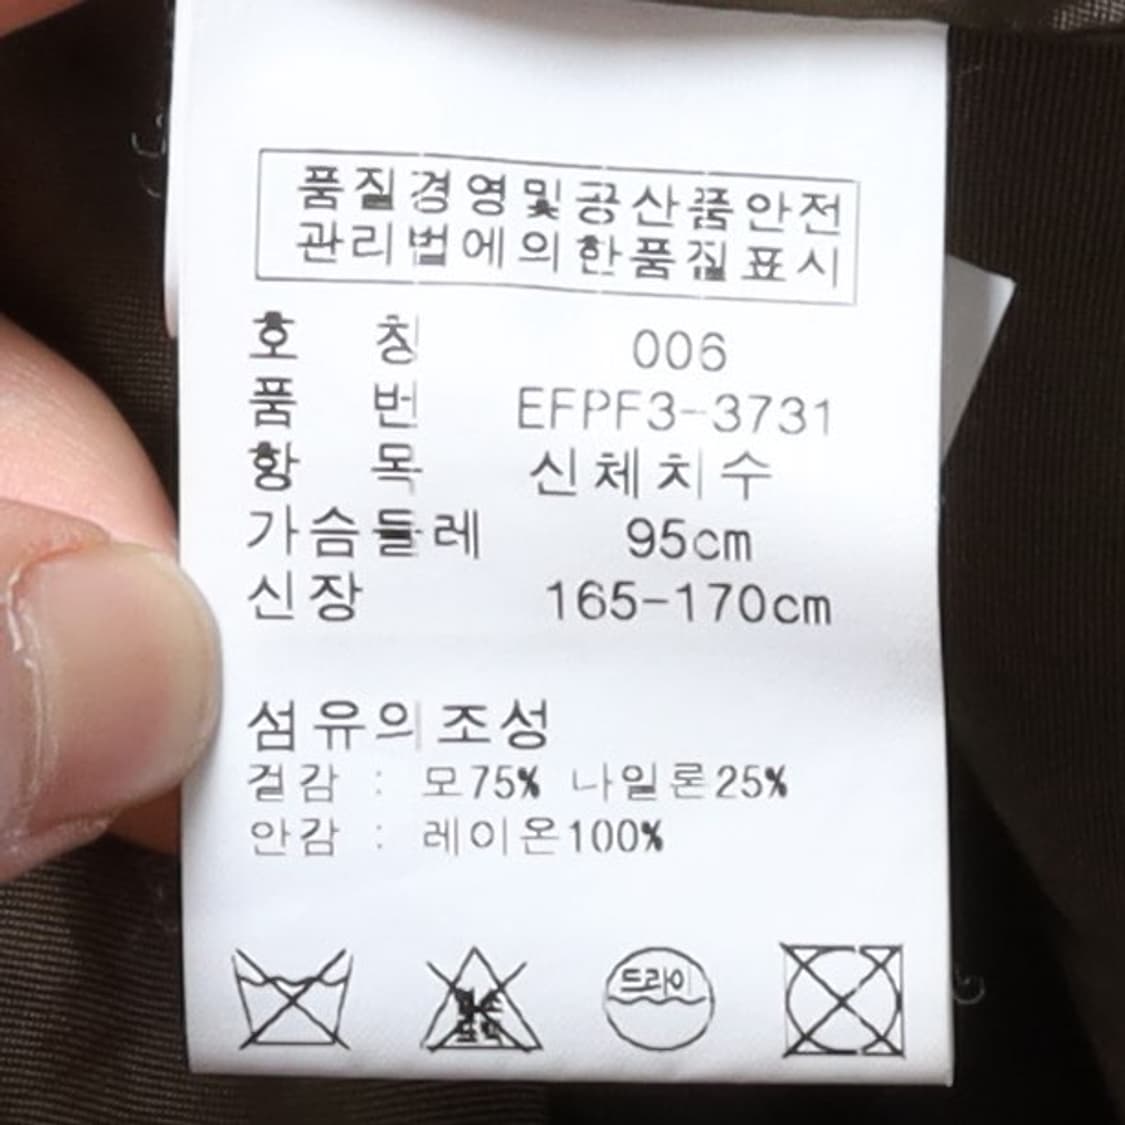 품질경영및공산품안전
관리법에의한품질표시
호 칭 006
품 번 EFPF3-3731
항 목 신체치수
가슴둘레 95cm
신장 165-170cm
섬유의조성
겉감 : 모75% 나일론25%
안감 : 레이온100%
드라이